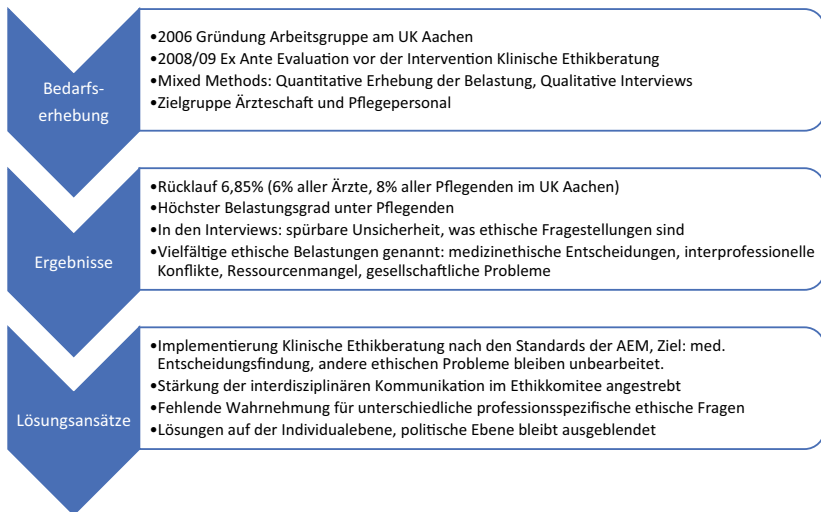 Bedarfs-
erhebung
•2006 Gründung Arbeitsgruppe am UK Aachen
•2008/09 Ex Ante Evaluation vor der Intervention Klinische Ethikberatung
•Mixed Methods: Quantitative Erhebung der Belastung, Qualitative Interviews
•Zielgruppe Ärzteschaft und Pflegepersonal
Ergebnisse
•Rücklauf 6,85% (6% aller Ärzte, 8% aller Pflegenden im UK Aachen)
•Höchster Belastungsgrad unter Pflegenden
•In den Interviews: spürbare Unsicherheit, was ethische Fragestellungen sind
•Vielfältige ethische Belastungen genannt: medizinethische Entscheidungen, interprofessionelle
Konflikte, Ressourcenmangel, gesellschaftliche Probleme
Lösungsansätze
•Implementierung Klinische Ethikberatung nach den Standards der AEM, Ziel: med.
Entscheidungsfindung, andere ethischen Probleme bleiben unbearbeitet.
•Stärkung der interdisziplinären Kommunikation im Ethikkomitee angestrebt
•Fehlende Wahrnehmung für unterschiedliche professionsspezifische ethische Fragen
•Lösungen auf der Individualebene, politische Ebene bleibt ausgeblendet